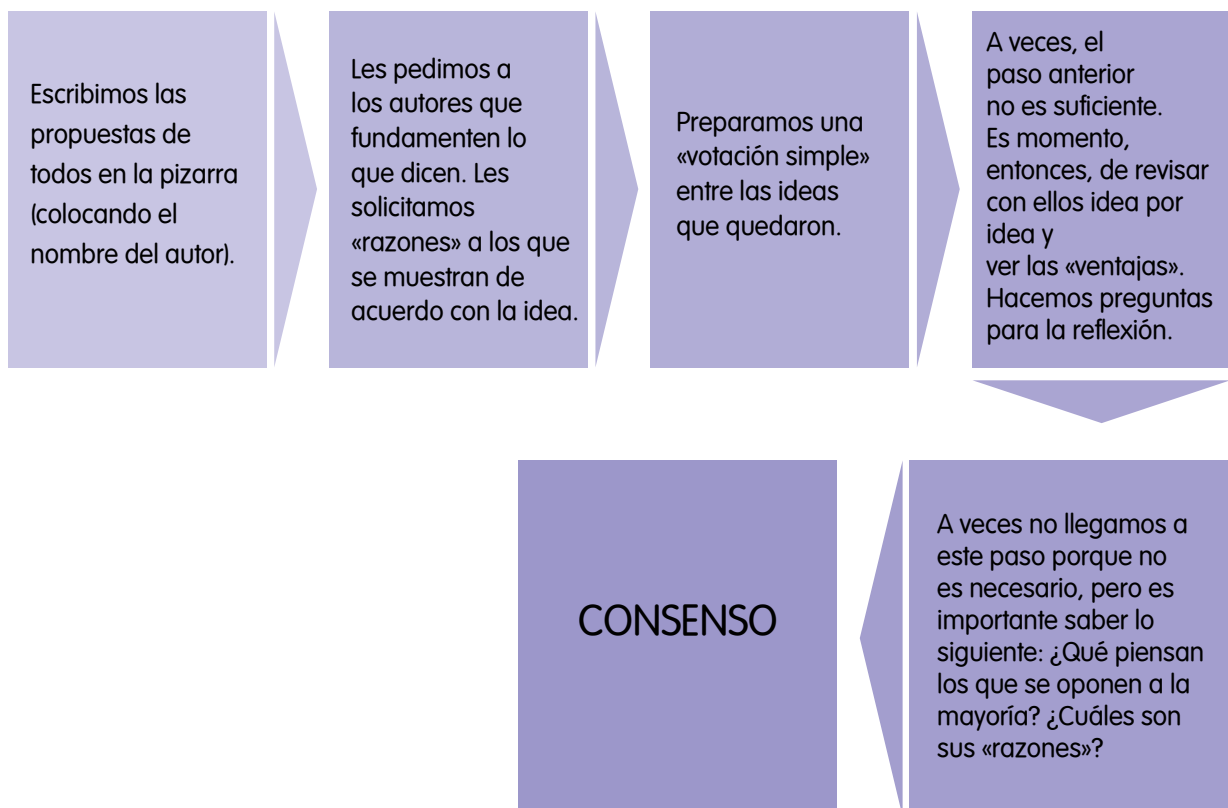 Escribimos las
propuestas de
todos en la pizarra
(colocando el
nombre del autor).
Les pedimos a
los autores que
fundamenten lo
que dicen. Les
solicitamos
«razones» a los que
se muestran de
acuerdo con la idea.
Preparamos una
«votación simple»
entre las ideas
que quedaron.
A veces, el
paso anterior
no es suficiente.
Es momento,
entonces, de revisar
con ellos idea por
idea y
ver las «ventajas».
Hacemos preguntas
para la reflexión.
A veces no llegamos a
este paso porque no
es necesario, pero es
importante saber lo
siguiente: ¿Qué piensan
los que se oponen a la
mayoría? ¿Cuáles son
sus «razones»?
CONSENSO